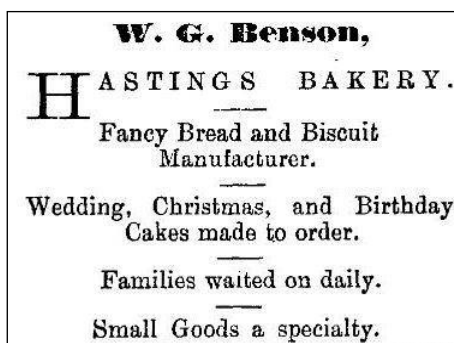 W. G. Benson,
HASTINGS BAKERY.
Fancy Bread and Biscuit
Manufacturer.
Wedding, Christmas, and Birthday
Cakes made to order.
Families waited on daily.
Small Goods a specialty.